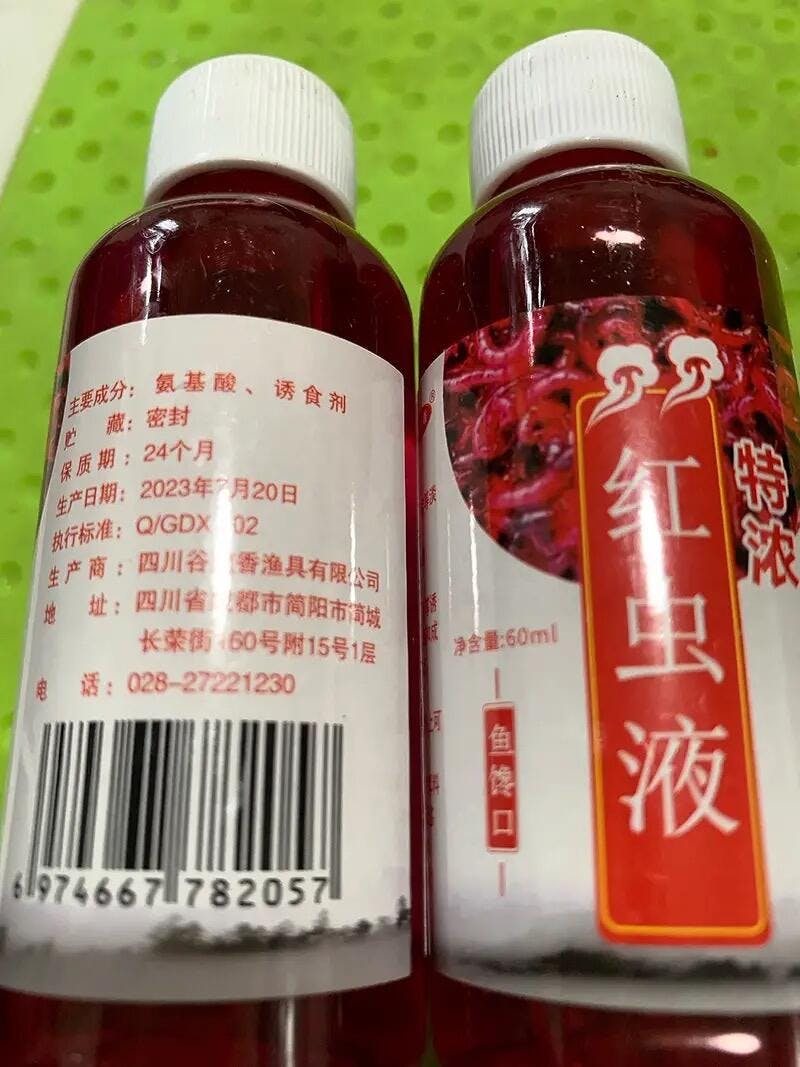 主要成分：氨基酸、诱食剂
贮 藏：密封
保质期：24个月
生产日期：2023年7月20日
执行标准：Q/GDX 02
生产商：四川谷 香渔具有限公司
地 址：四川省成都市简阳市简城
长荣街 60号附15号1层
电 话：028-27221230
6 974667 782057
®
特浓
红虫液
净含量:60ml
鱼馋口